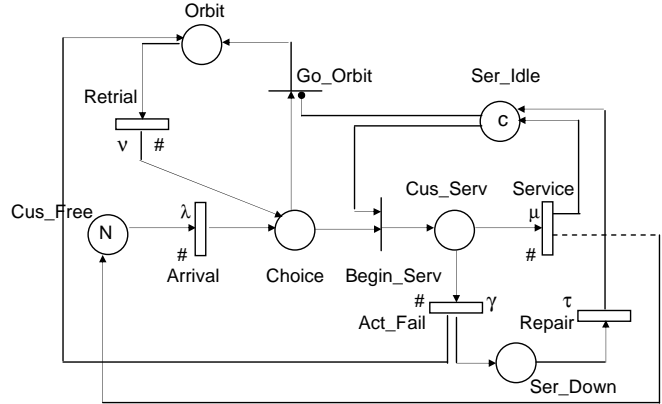 Orbit
Go_Orbit
Ser_Idle
Retrial
c
ν #
Cus_Serv
Service
Cus_Free
λ
μ
N
#
#
Arrival
Choice
Begin_Serv
# γ
τ
Act_Fail
Repair
Ser_Down